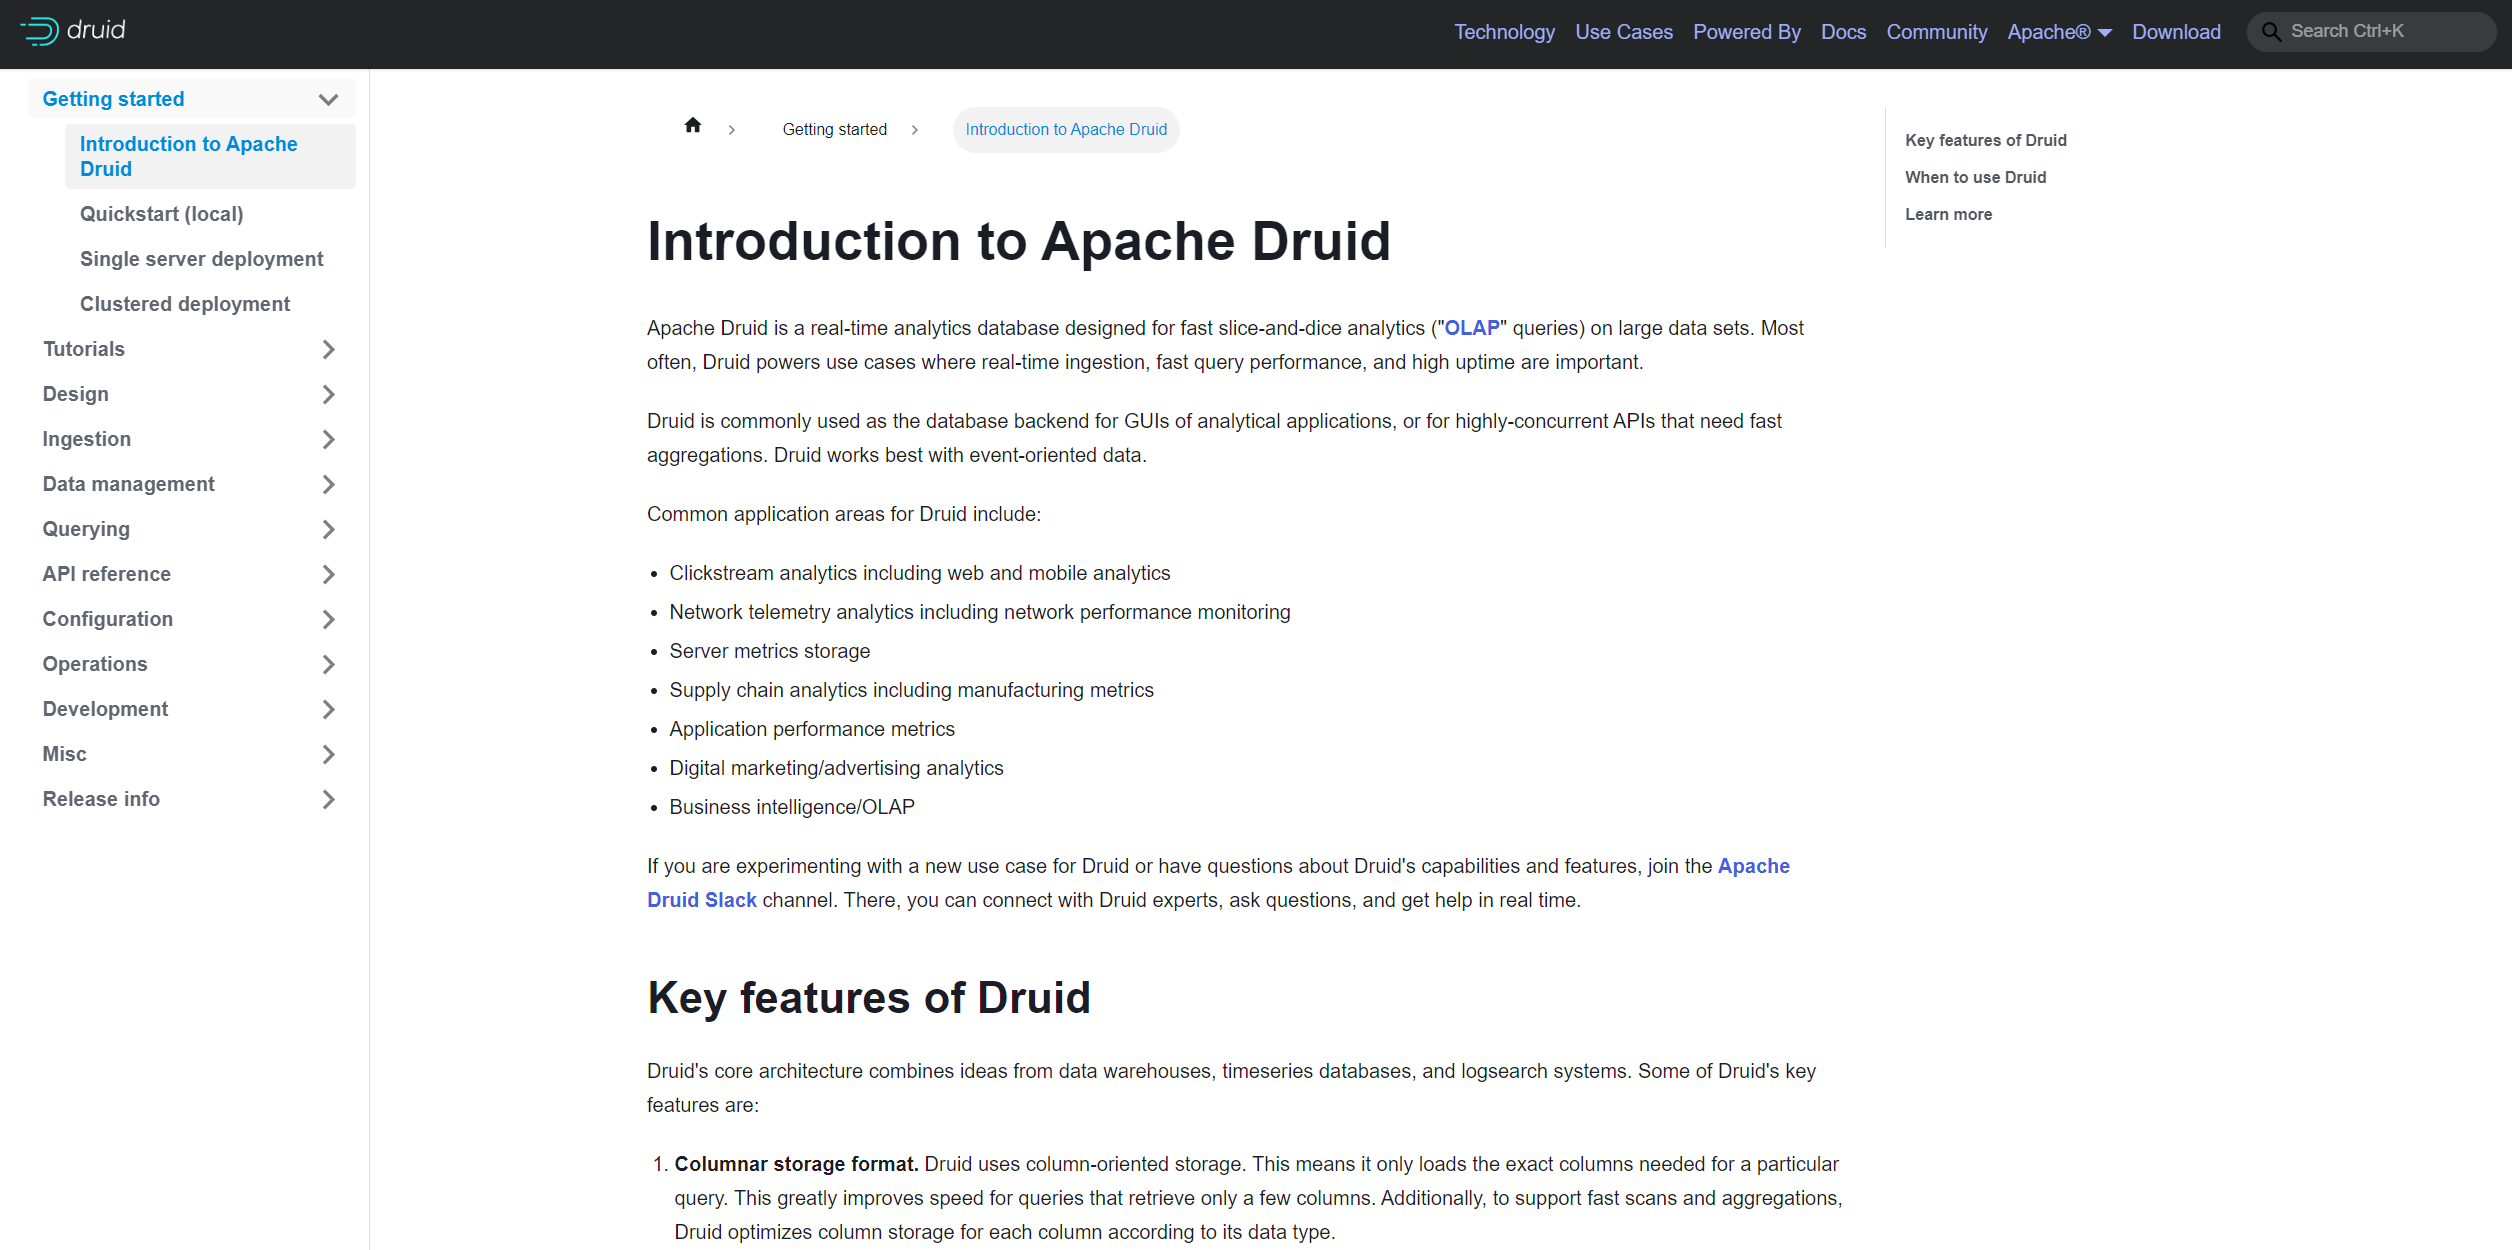 druid
Technology Use Cases Powered By Docs Community Apache® Download Search Ctrl+K
Getting started
Introduction to Apache
Druid
Quickstart (local)
Single server deployment
Clustered deployment
Tutorials
Design
Ingestion
Data management
Querying
API reference
Configuration
Operations
Development
Misc
Release info
Getting started Introduction to Apache Druid
Introduction to Apache Druid
Apache Druid is a real-time analytics database designed for fast slice-and-dice analytics ("OLAP" queries) on large data sets. Most
often, Druid powers use cases where real-time ingestion, fast query performance, and high uptime are important.
Druid is commonly used as the database backend for GUIs of analytical applications, or for highly-concurrent APIs that need fast
aggregations. Druid works best with event-oriented data.
Common application areas for Druid include:
• Clickstream analytics including web and mobile analytics
• Network telemetry analytics including network performance monitoring
• Server metrics storage
• Supply chain analytics including manufacturing metrics
• Application performance metrics
• Digital marketing/advertising analytics
• Business intelligence/OLAP
If you are experimenting with a new use case for Druid or have questions about Druid's capabilities and features, join the Apache
Druid Slack channel. There, you can connect with Druid experts, ask questions, and get help in real time.
Key features of Druid
Druid's core architecture combines ideas from data warehouses, timeseries databases, and logsearch systems. Some of Druid's key
features are:
1. Columnar storage format. Druid uses column-oriented storage. This means it only loads the exact columns needed for a particular
query. This greatly improves speed for queries that retrieve only a few columns. Additionally, to support fast scans and aggregations,
Druid optimizes column storage for each column according to its data type.
Key features of Druid
When to use Druid
Learn more